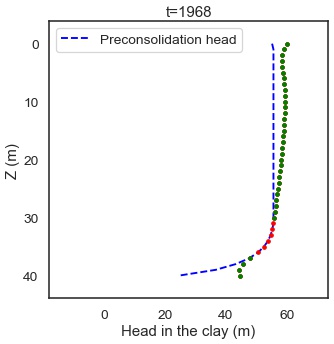 t=1968
Preconsolidation head
0
10
20
30
40
Z (m)
0 20 40 60
Head in the clay (m)